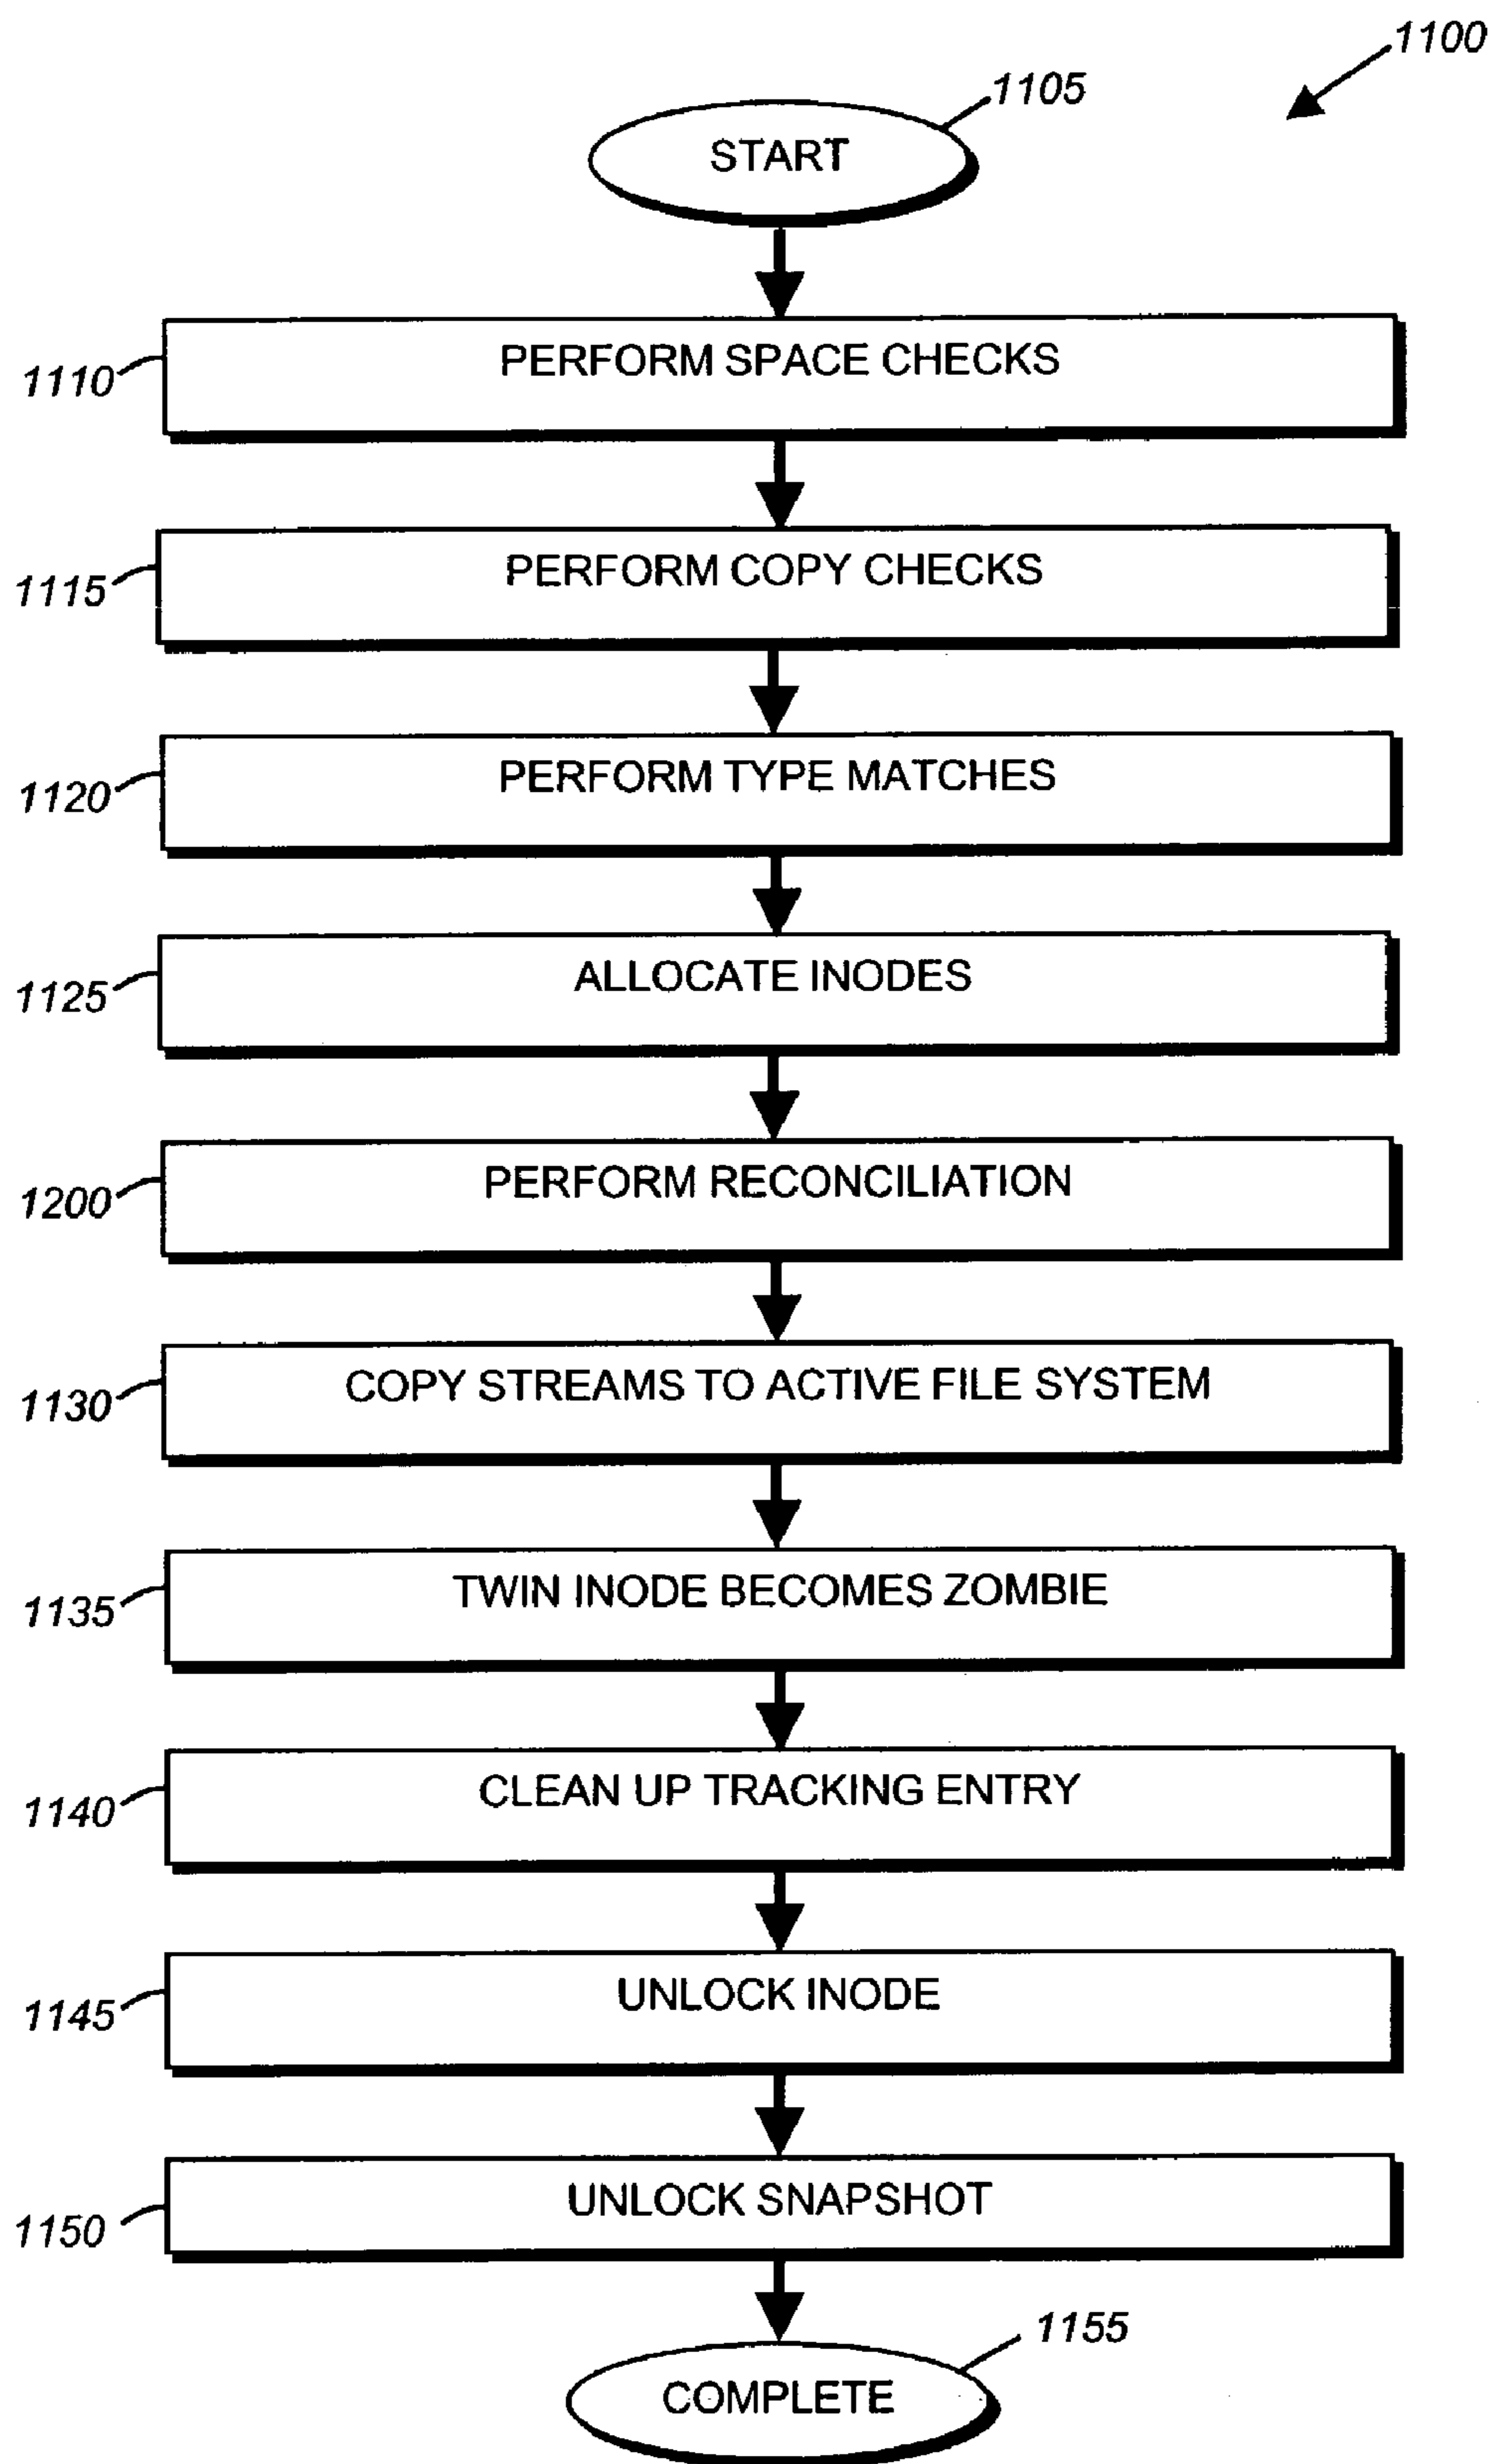 1100
1105
START
PERFORM SPACE CHECKS
1110
PERFORM COPY CHECKS
1115
PERFORM TYPE MATCHES
1120
ALLOCATE INODES
1125
PERFORM RECONCILIATION
1200
COPY STREAMS TO ACTIVE FILE SYSTEM
1130
TWIN INODE BECOMES ZOMBIE
1135
CLEAN UP TRACKING ENTRY
1140
UNLOCK INODE
1145
UNLOCK SNAPSHOT
1150
1155
COMPLETE